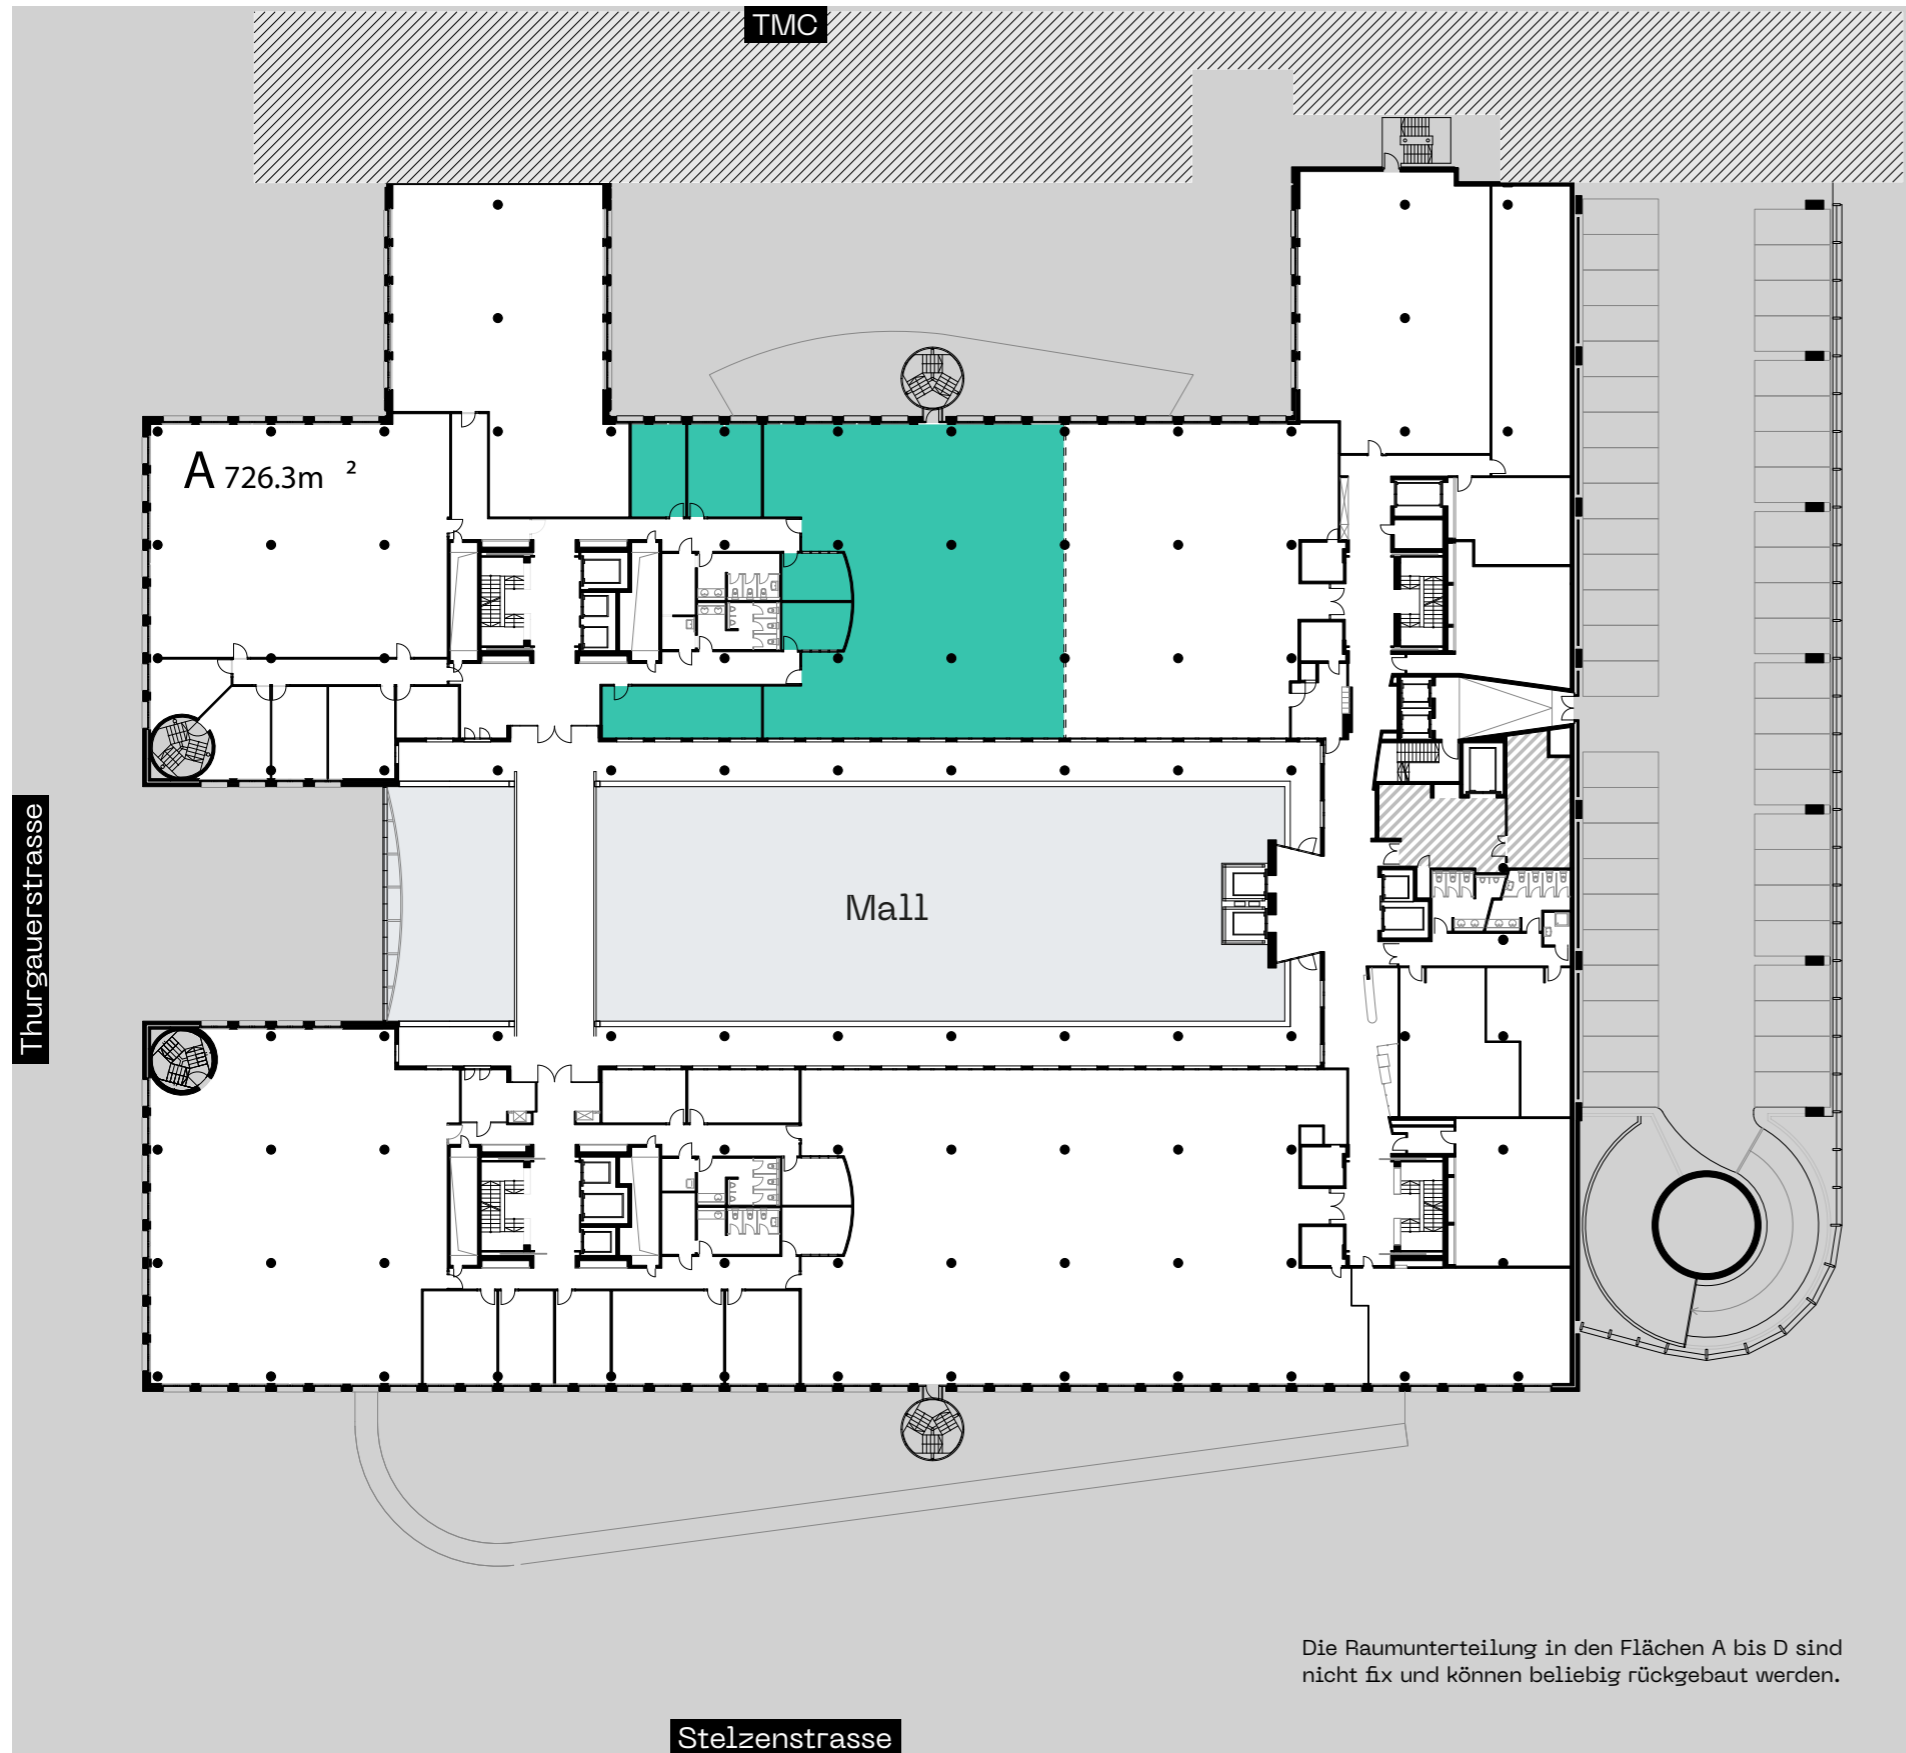 TMC
A 726.3m ²
Thurgauerstrasse
Mall
Die Raumunterteilung in den Flächen A bis D sind
nicht fix und können beliebig rückgebaut werden.
Stelzenstrasse